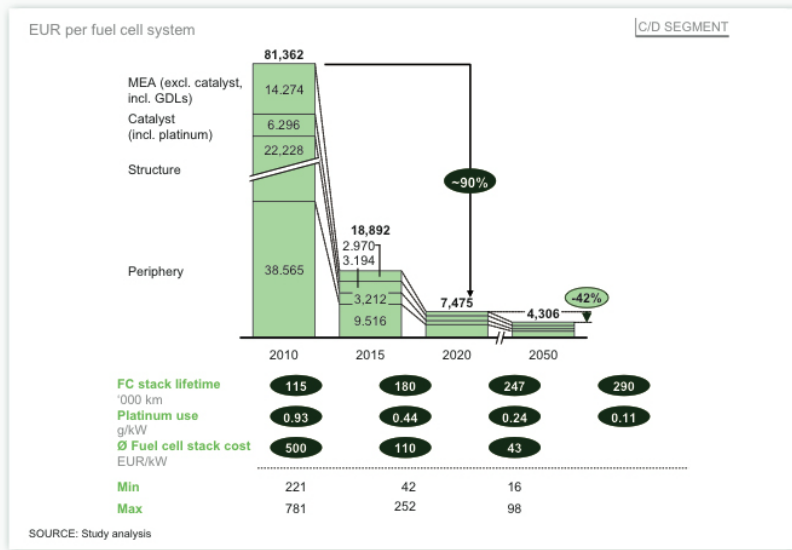 EUR per fuel cell system
C/D SEGMENT
81,362
MEA (excl. catalyst,
incl. GDLs)
14.274
Catalyst
(incl. platinum)
6.296
22,228
Structure
~90%
18,892
2.970
3.194
Periphery
38.565
3,212
9.516
7,475
4,306
-42%
2010 2015 2020 2050
FC stack lifetime 115 180 247 290
'000 km
Platinum use 0.93 0.44 0.24 0.11
g/kW
Ø Fuel cell stack cost 500 110 43
EUR/kW
Min 221 42 16
Max 781 252 98
SOURCE: Study analysis